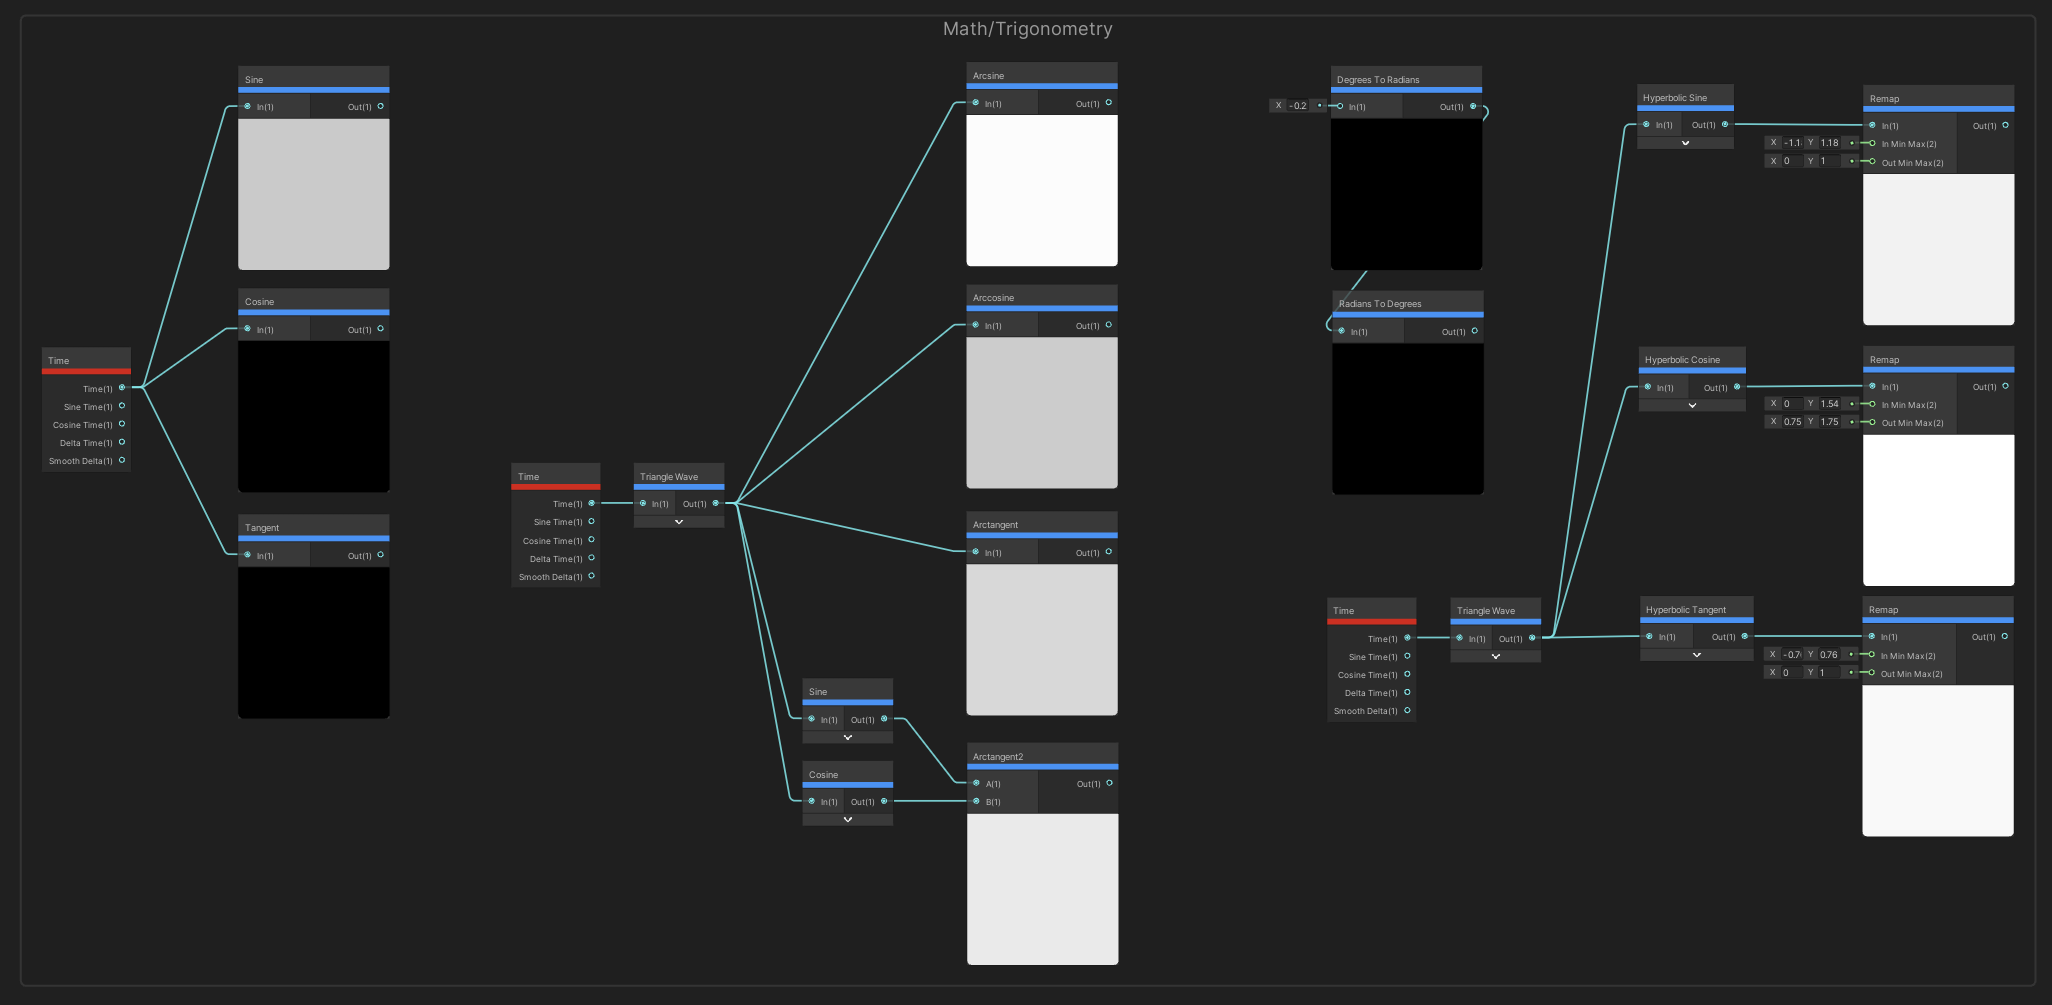 Math/Trigonometry
Time
Time(1)
Sine Time(1)
Cosine Time(1)
Delta Time(1)
Smooth Delta(1)
Sine
In(1) Out(1)
Cosine
In(1) Out(1)
Tangent
In(1) Out(1)
Time
Time(1)
Sine Time(1)
Cosine Time(1)
Delta Time(1)
Smooth Delta(1)
Triangle Wave
In(1) Out(1)
Sine
In(1) Out(1)
Cosine
In(1) Out(1)
Arcsine
In(1) Out(1)
Arccosine
In(1) Out(1)
Arctangent
In(1) Out(1)
Arctangent2
A(1) Out(1)
B(1)
Degrees To Radians
X -0.2 In(1) Out(1)
Radians To Degrees
In(1) Out(1)
Time
Time(1)
Sine Time(1)
Cosine Time(1)
Delta Time(1)
Smooth Delta(1)
Triangle Wave
In(1) Out(1)
Hyperbolic Sine
In(1) Out(1)
Remap
In(1) Out(1)
X -1.1 Y 1.18 In Min Max(2)
X 0 Y 1 Out Min Max(2)
Hyperbolic Cosine
In(1) Out(1)
Remap
In(1) Out(1)
X 0 Y 1.54 In Min Max(2)
X 0.75 Y 1.75 Out Min Max(2)
Hyperbolic Tangent
In(1) Out(1)
Remap
In(1) Out(1)
X -0.7 Y 0.76 In Min Max(2)
X 0 Y 1 Out Min Max(2)